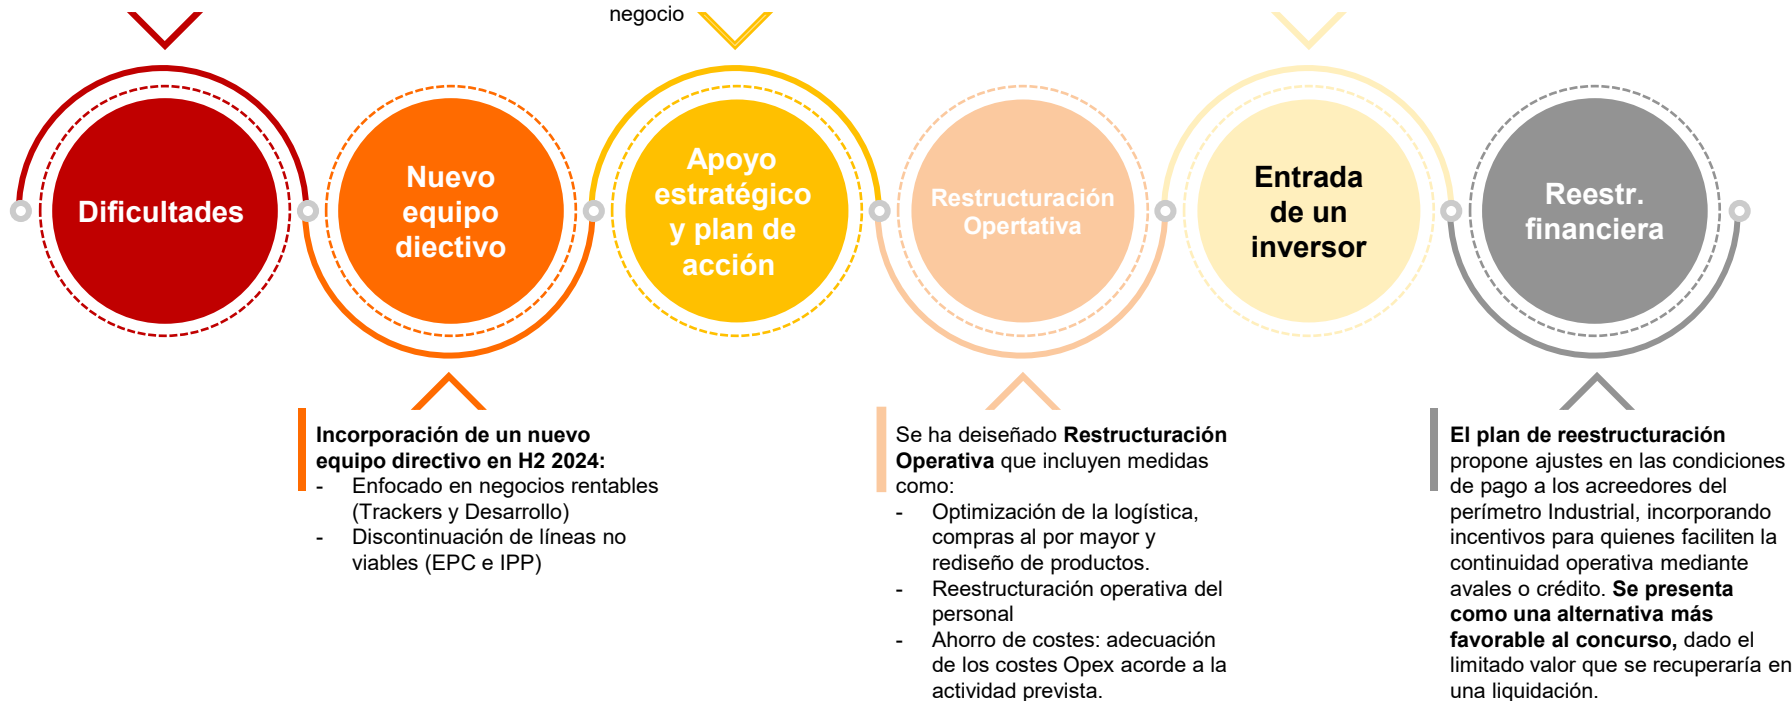 negocio
Dificultades
Nuevo
equipo
diectivo
Apoyo
estratégico
y plan de
acción
Restructuración
Opertativa
Entrada
de un
inversor
Reestr.
financiera
Incorporación de un nuevo
equipo directivo en H2 2024:
- Enfocado en negocios rentables
(Trackers y Desarrollo)
- Discontinuación de líneas no
viables (EPC e IPP)
Se ha deiseñado Restructuración
Operativa que incluyen medidas
como:
- Optimización de la logística,
compras al por mayor y
rediseño de productos.
- Reestructuración operativa del
personal
- Ahorro de costes: adecuación
de los costes Opex acorde a la
actividad prevista.
El plan de reestructuración
propone ajustes en las condiciones
de pago a los acreedores del
perímetro Industrial, incorporando
incentivos para quienes faciliten la
continuidad operativa mediante
avales o crédito. Se presenta
como una alternativa más
favorable al concurso, dado el
limitado valor que se recuperaría en
una liquidación.